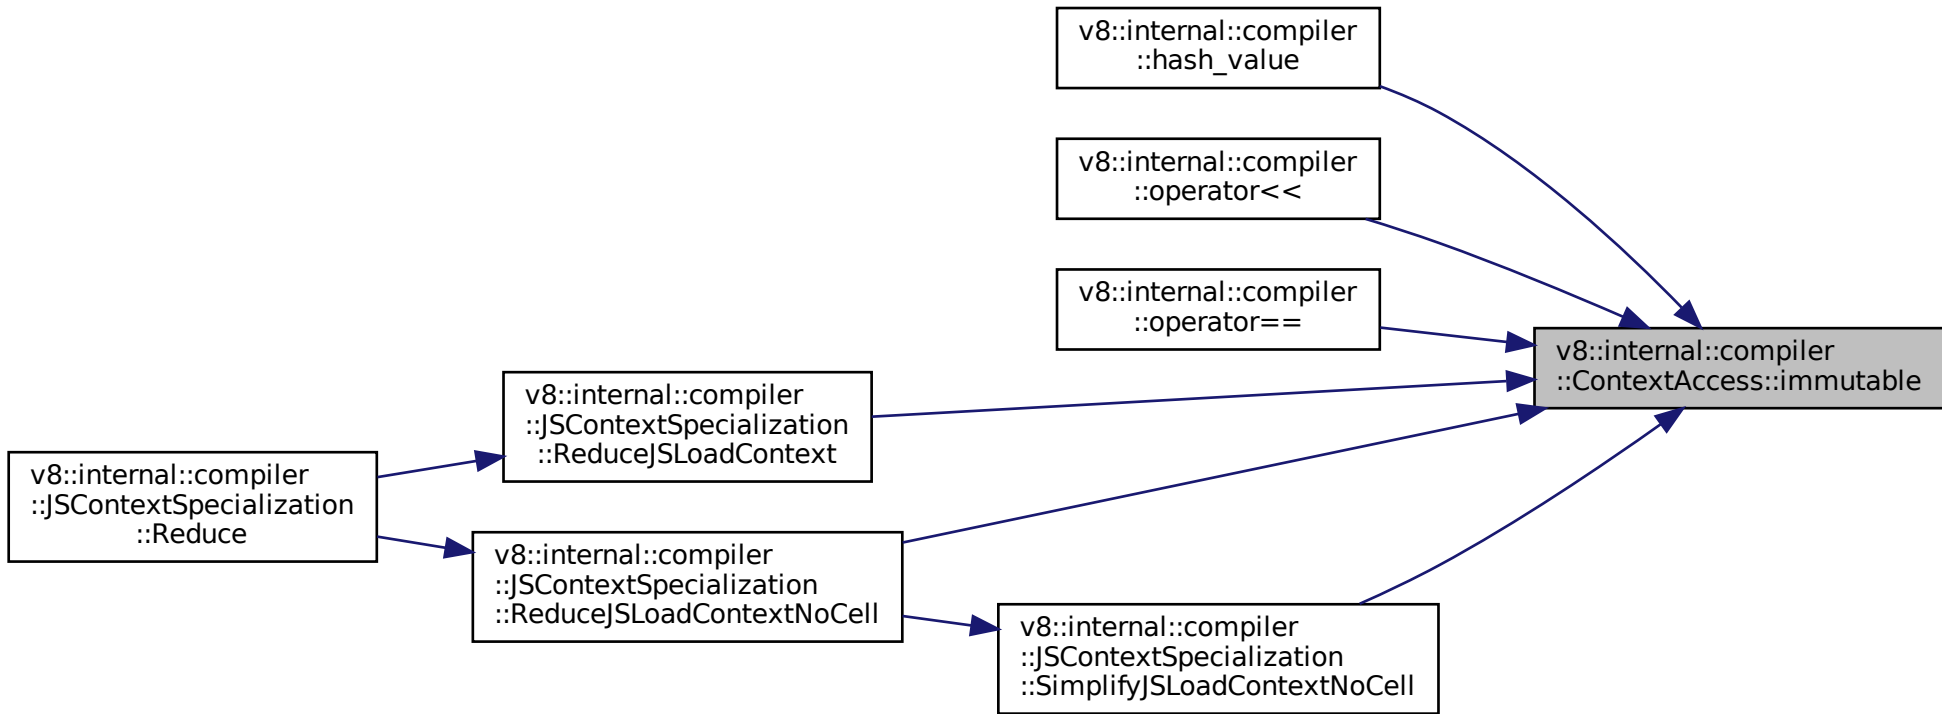 v8::internal::compiler
::hash_value
v8::internal::compiler
::operator<<
v8::internal::compiler
::operator==
v8::internal::compiler
::ContextAccess::immutable
v8::internal::compiler
::JSContextSpecialization
::ReduceJSLoadContext
v8::internal::compiler
::JSContextSpecialization
::Reduce
v8::internal::compiler
::JSContextSpecialization
::ReduceJSLoadContextNoCell
v8::internal::compiler
::JSContextSpecialization
::SimplifyJSLoadContextNoCell